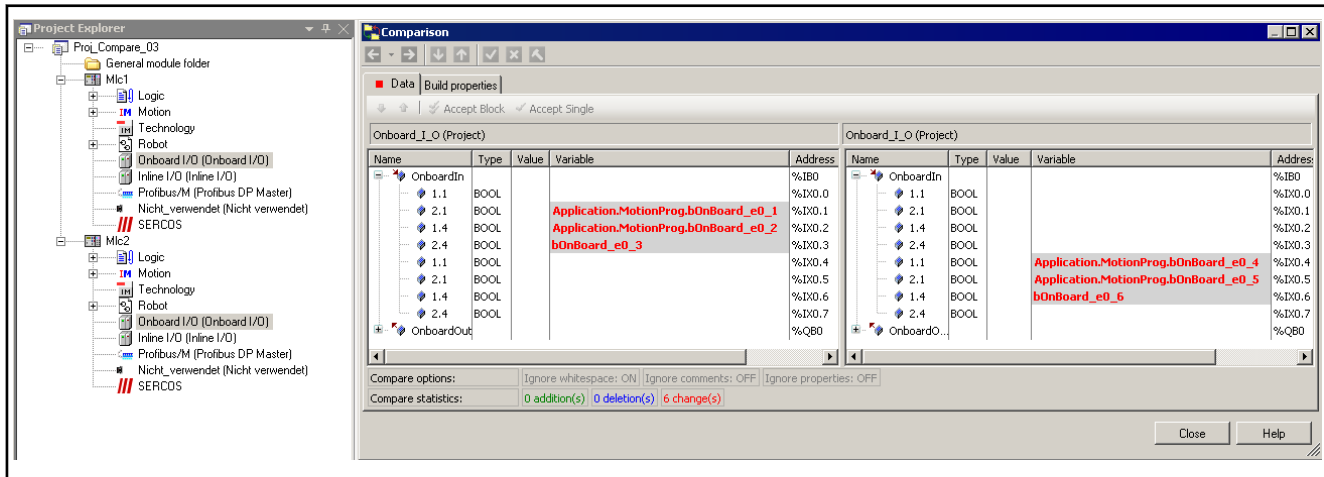 Project Explorer
Proj_Compare_03
General module folder
Mlc1
Logic
IM Motion
IM Technology
Robot
Onboard I/O (Onboard I/O)
Inline I/O (Inline I/O)
Profibus/M (Profibus DP Master)
Nicht_verwendet (Nicht verwendet)
SERCOS
Mlc2
Logic
IM Motion
IM Technology
Robot
Onboard I/O (Onboard I/O)
Inline I/O (Inline I/O)
Profibus/M (Profibus DP Master)
Nicht_verwendet (Nicht verwendet)
SERCOS
Comparison
Data Build properties
Accept Block Accept Single
Onboard_I_O (Project)
Name Type Value Variable Address
OnboardIn %IB0
1.1 BOOL %IX0.0
2.1 BOOL Application.MotionProg.bOnBoard_e0_1 %IX0.1
1.4 BOOL Application.MotionProg.bOnBoard_e0_2 %IX0.2
2.4 BOOL bOnBoard_e0_3 %IX0.3
1.1 BOOL %IX0.4
2.1 BOOL %IX0.5
1.4 BOOL %IX0.6
2.4 BOOL %IX0.7
OnboardOut %QB0
Onboard_I_O (Project)
Name Type Value Variable Addres
OnboardIn %IB0
1.1 BOOL %IX0.0
2.1 BOOL %IX0.1
1.4 BOOL %IX0.2
2.4 BOOL %IX0.3
1.1 BOOL Application.MotionProg.bOnBoard_e0_4 %IX0.4
2.1 BOOL Application.MotionProg.bOnBoard_e0_5 %IX0.5
1.4 BOOL bOnBoard_e0_6 %IX0.6
2.4 BOOL %IX0.7
OnboardO... %QB0
Compare options: Ignore whitespace: ON Ignore comments: OFF Ignore properties: OFF
Compare statistics: 0 addition(s) 0 deletion(s) 6 change(s)
Close Help